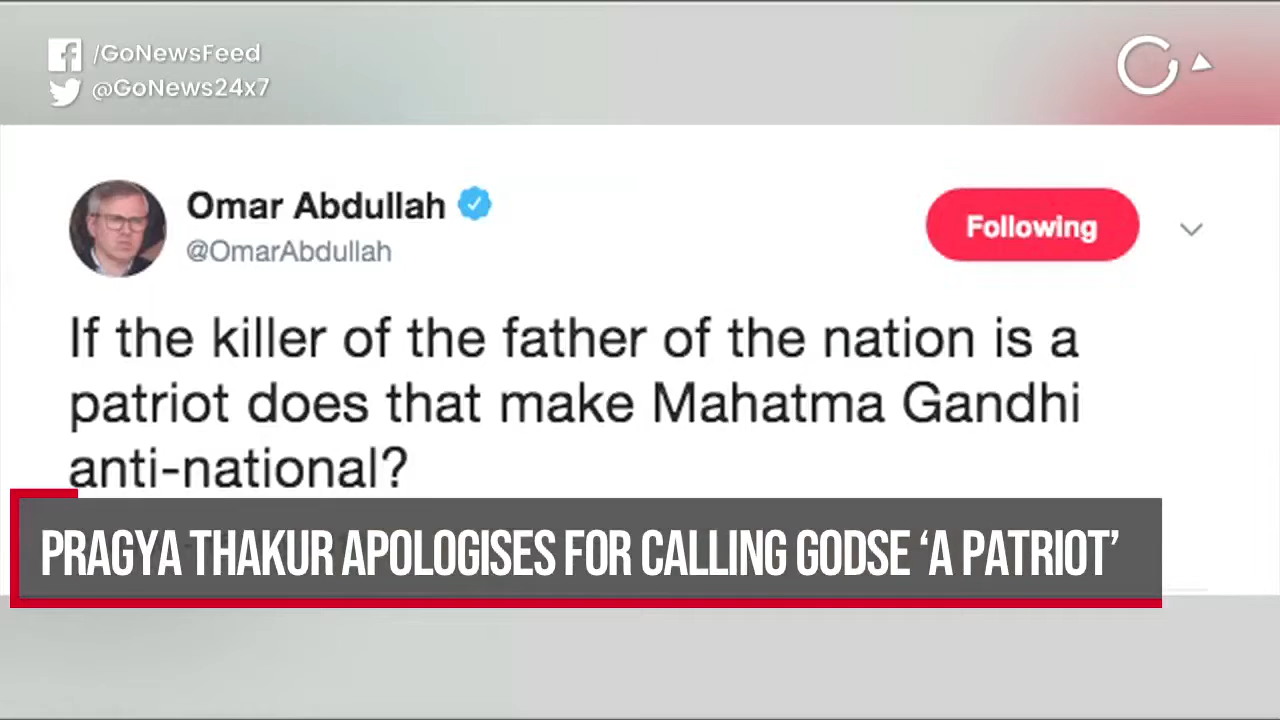 /GoNewsFeed
@GoNews24x7
Omar Abdullah
@OmarAbdullah
Following
If the killer of the father of the nation is a
patriot does that make Mahatma Gandhi
anti-national?
PRAGYA THAKUR APOLOGISES FOR CALLING GODSE ‘A PATRIOT’